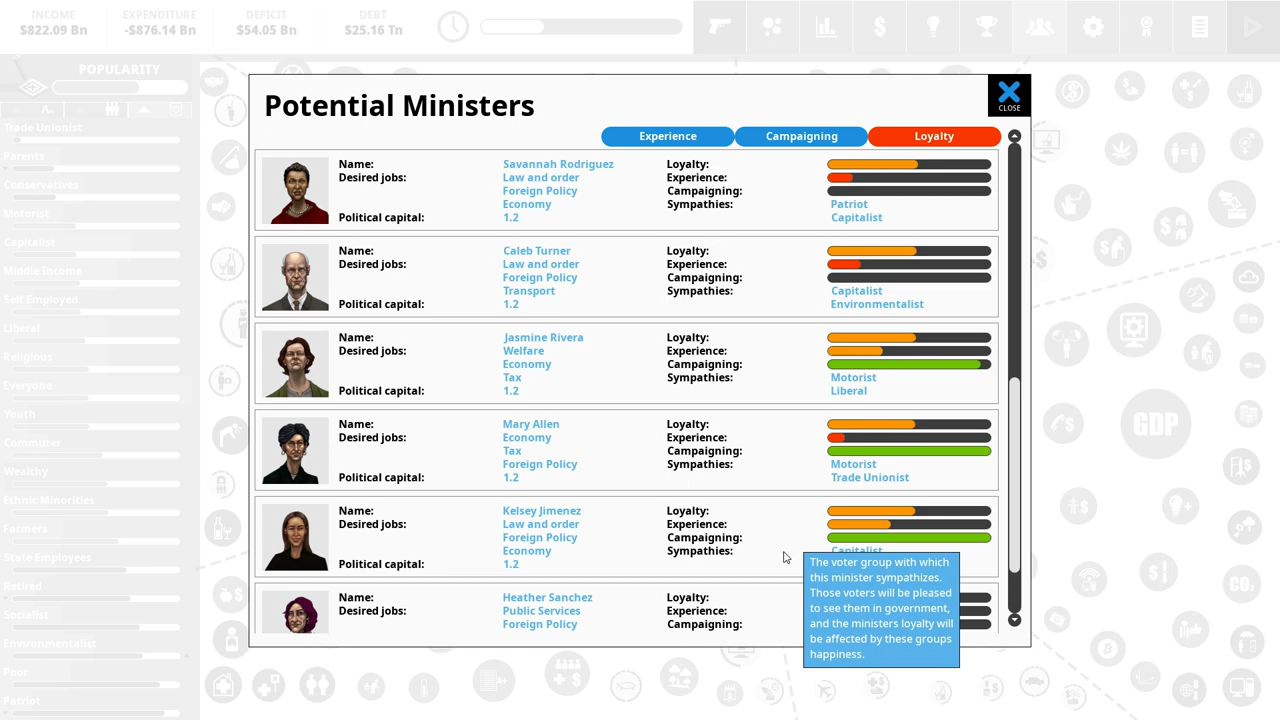 INCOME
$822.09 Bn
EXPENDITURE
-$876.14 Bn
DEFICIT
$54.05 Bn
DEBT
$25.16 Tn
POPULARITY
Trade Unionist
Parents
Conservatives
Motorist
Capitalist
Middle Income
Self Employed
Liberal
Religious
Everyone
Youth
Commuter
Wealthy
Ethnic Minorities
Farmers
State Employees
Retired
Socialist
Environmentalist
Poor
Patriot
Potential Ministers
CLOSE
Experience
Campaigning
Loyalty
Name: Savannah Rodriguez Loyalty:
Desired jobs: Law and order Experience:
Foreign Policy Campaigning:
Economy Sympathies: Patriot
Political capital: 1.2 Capitalist
Name: Caleb Turner Loyalty:
Desired jobs: Law and order Experience:
Foreign Policy Campaigning:
Transport Sympathies: Capitalist
Political capital: 1.2 Environmentalist
Name: Jasmine Rivera Loyalty:
Desired jobs: Welfare Experience:
Economy Campaigning:
Tax Sympathies: Motorist
Political capital: 1.2 Liberal
Name: Mary Allen Loyalty:
Desired jobs: Economy Experience:
Tax Campaigning:
Foreign Policy Sympathies: Motorist
Political capital: 1.2 Trade Unionist
Name: Kelsey Jimenez Loyalty:
Desired jobs: Law and order Experience:
Foreign Policy Campaigning:
Economy Sympathies: Capitalist
Political capital: 1.2
Name: Heather Sanchez Loyalty:
Desired jobs: Public Services Experience:
Foreign Policy Campaigning:
The voter group with which
this minister sympathizes.
Those voters will be pleased
to see them in government,
and the ministers loyalty will
be affected by these groups
happiness.
GDP
CO2